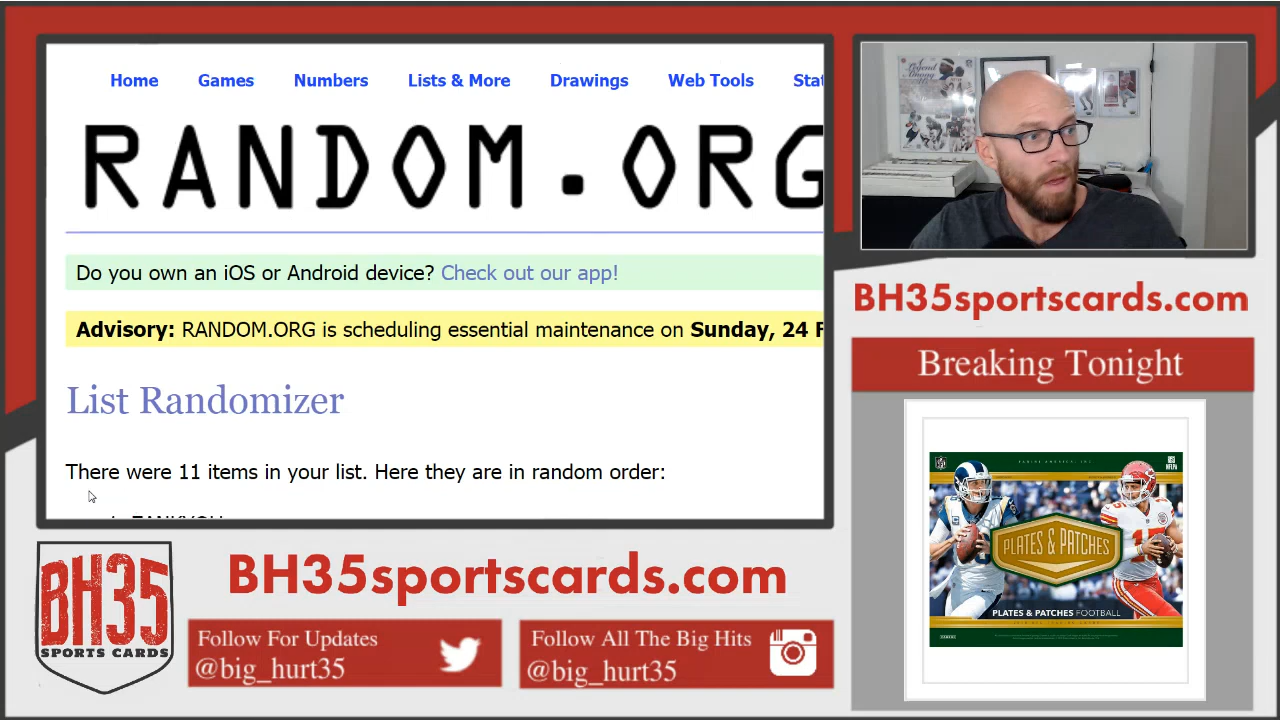 Home Games Numbers Lists & More Drawings Web Tools Stat
RANDOM.ORG
Do you own an iOS or Android device? Check out our app!
Advisory: RANDOM.ORG is scheduling essential maintenance on Sunday, 24 F
List Randomizer
There were 11 items in your list. Here they are in random order:
BH35sportscards.com
Breaking Tonight
PLATES & PATCHES
PLATES & PATCHES FOOTBALL
BH35
SPORTS CARDS
BH35sportscards.com
Follow For Updates
@big_hurt35
Follow All The Big Hits
@big_hurt35